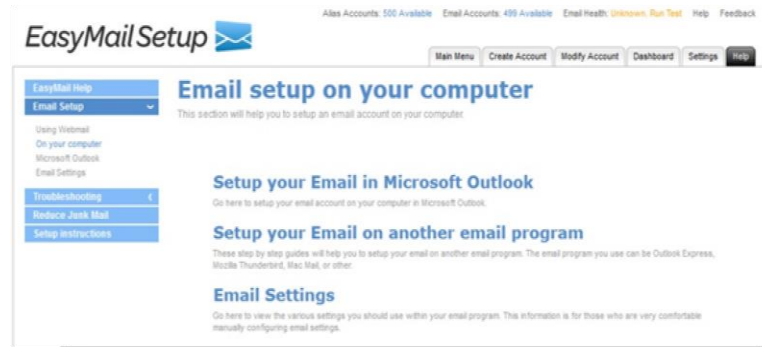 Alias Accounts: 500 Available Email Accounts: 499 Available Email Health: Unknown, Run Test Help Feedback
EasyMail Setup
Main Menu Create Account Modify Account Dashboard Settings Help
EasyMail Help
Email Setup
Using Webmail
On your computer
Microsoft Outlook
Email Settings
Troubleshooting
Reduce Junk Mail
Setup instructions
Email setup on your computer
This section will help you to setup an email account on your computer.
Setup your Email in Microsoft Outlook
Go here to setup your email account on your computer in Microsoft Outlook.
Setup your Email on another email program
These step by step guides will help you to setup your email on another email program. The email program you use can be Outlook Express,
Mozilla Thunderbird, Mac Mail, or other.
Email Settings
Go here to view the various settings you should use within your email program. This information is for those who are very comfortable
manually configuring email settings.